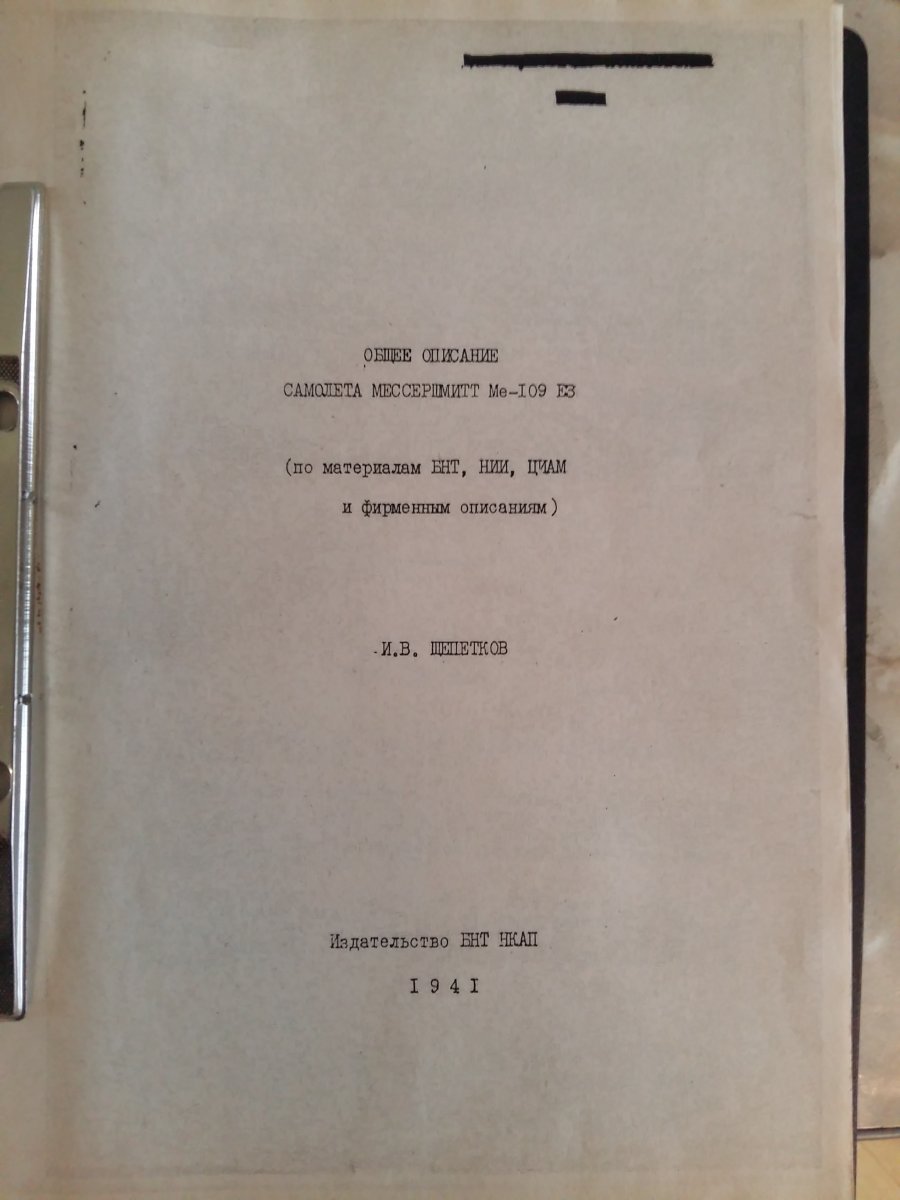 ОБЩЕЕ ОПИСАНИЕ
САМОЛЕТА МЕССЕРШМИТТ Ме-I09 ЕЗ
(по материалам БНТ, НИИ, ЦИАМ
и фирменным описаниям)
И.В. ЩЕПЕТКОВ
Издательство БНТ НКАП
I 9 4 I